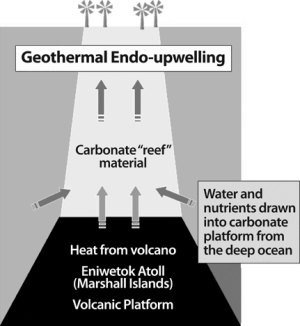 Geothermal Endo-upwelling
Carbonate "reef"
material
Water and
nutrients drawn
into carbonate
platform from
the deep ocean
Heat from volcano
Eniwetok Atoll
(Marshall Islands)
Volcanic Platform